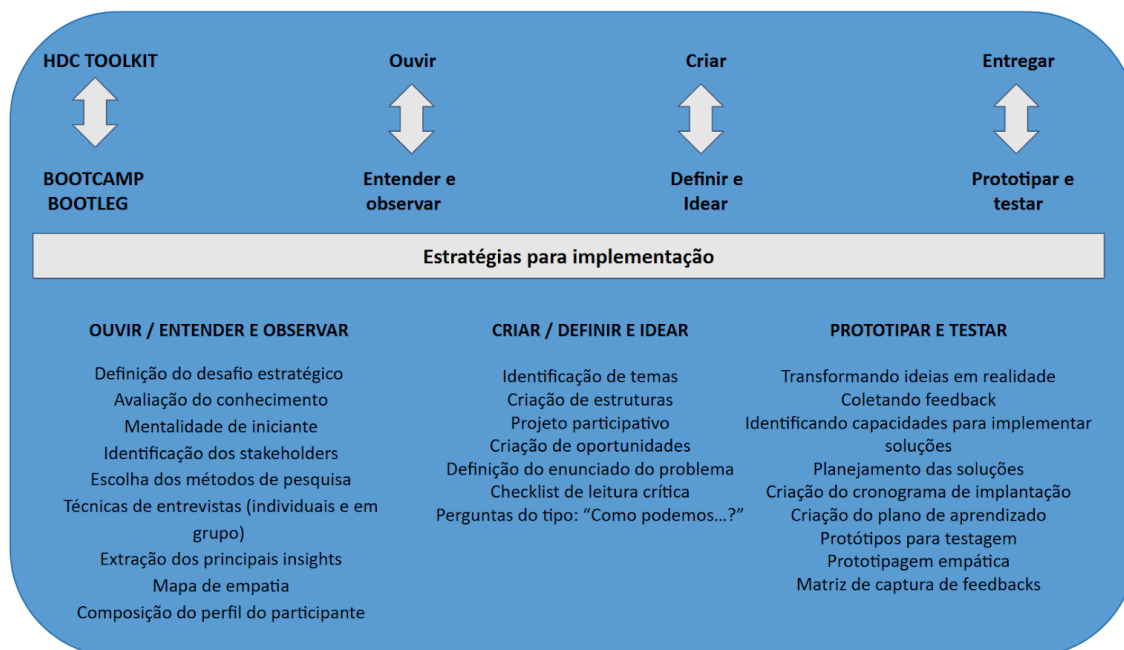 HDC TOOLKIT
Ouvir
Criar
Entregar
BOOTCAMP
BOOTLEG
Entender e
observar
Definir e
Idear
Prototipar e
testar
Estratégias para implementação
OUVIR / ENTENDER E OBSERVAR
Definição do desafio estratégico
Avaliação do conhecimento
Mentalidade de iniciante
Identificação dos stakeholders
Escolha dos métodos de pesquisa
Técnicas de entrevistas (individuais e em
grupo)
Extração dos principais insights
Mapa de empatia
Composição do perfil do participante
CRIAR / DEFINIR E IDEAR
Identificação de temas
Criação de estruturas
Projeto participativo
Criação de oportunidades
Definição do enunciado do problema
Checklist de leitura crítica
Perguntas do tipo: “Como podemos...?”
PROTOTIPAR E TESTAR
Transformando ideias em realidade
Coletando feedback
Identificando capacidades para implementar
soluções
Planejamento das soluções
Criação do cronograma de implantação
Criação do plano de aprendizado
Protótipos para testagem
Prototipagem empática
Matriz de captura de feedbacks